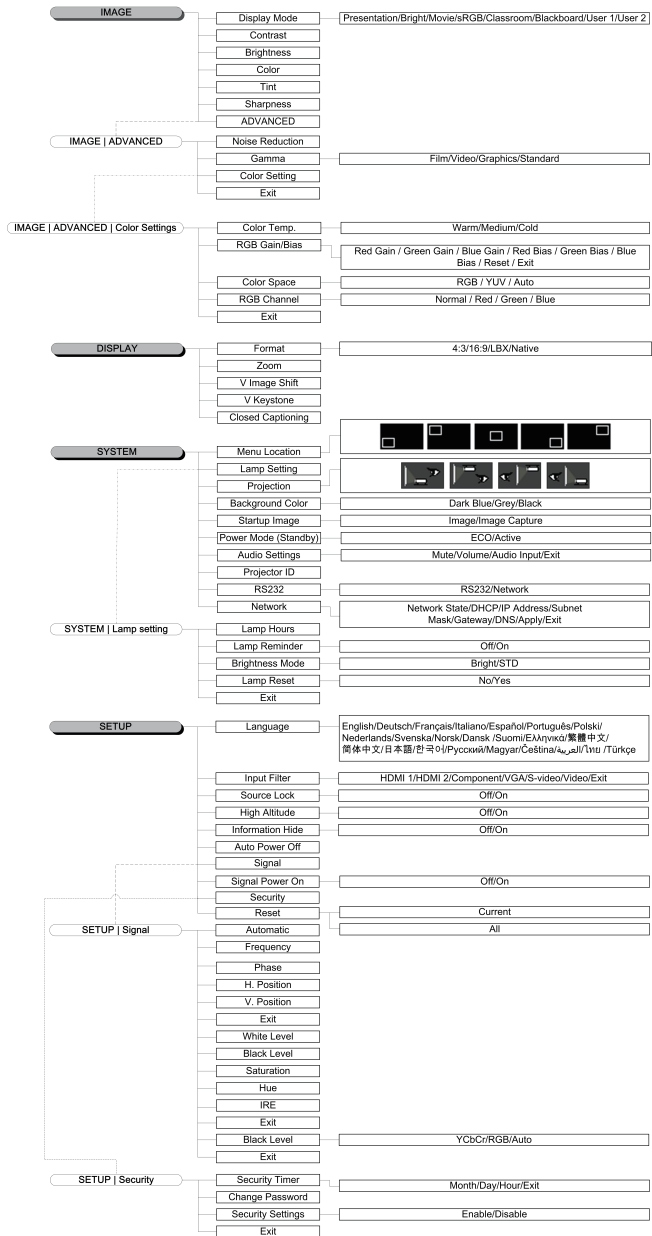 IMAGE
Display Mode
Presentation/Bright/Movie/sRGB/Classroom/Blackboard/User 1/User 2
Contrast
Brightness
Color
Tint
Sharpness
ADVANCED
IMAGE | ADVANCED
Noise Reduction
Gamma
Film/Video/Graphics/Standard
Color Setting
Exit
IMAGE | ADVANCED | Color Settings
Color Temp.
Warm/Medium/Cold
RGB Gain/Bias
Red Gain / Green Gain / Blue Gain / Red Bias / Green Bias / Blue
Bias / Reset / Exit
Color Space
RGB / YUV / Auto
RGB Channel
Normal / Red / Green / Blue
Exit
DISPLAY
Format
4:3/16:9/LBX/Native
Zoom
V Image Shift
V Keystone
Closed Captioning
SYSTEM
Menu Location
Lamp Setting
Projection
Background Color
Dark Blue/Grey/Black
Startup Image
Image/Image Capture
Power Mode (Standby)
ECO/Active
Audio Settings
Mute/Volume/Audio Input/Exit
Projector ID
RS232
RS232/Network
Network
Network State/DHCP/IP Address/Subnet
Mask/Gateway/DNS/Apply/Exit
SYSTEM | Lamp setting
Lamp Hours
Lamp Reminder
Off/On
Brightness Mode
Bright/STD
Lamp Reset
No/Yes
Exit
SETUP
Language
English/Deutsch/Français/Italiano/Español/Português/Polski/
Nederlands/Svenska/Norsk/Dansk /Suomi/Ελληνικά/繁體中文/
简体中文/日本語/한국어/Русский/Magyar/Čeština/العربية/ไทย /Türkçe
Input Filter
HDMI 1/HDMI 2/Component/VGA/S-video/Video/Exit
Source Lock
Off/On
High Altitude
Off/On
Information Hide
Off/On
Auto Power Off
Signal
Signal Power On
Off/On
Security
Reset
Current
All
SETUP | Signal
Automatic
Frequency
Phase
H. Position
V. Position
Exit
White Level
Black Level
Saturation
Hue
IRE
Exit
Black Level
YCbCr/RGB/Auto
Exit
SETUP | Security
Security Timer
Month/Day/Hour/Exit
Change Password
Security Settings
Enable/Disable
Exit